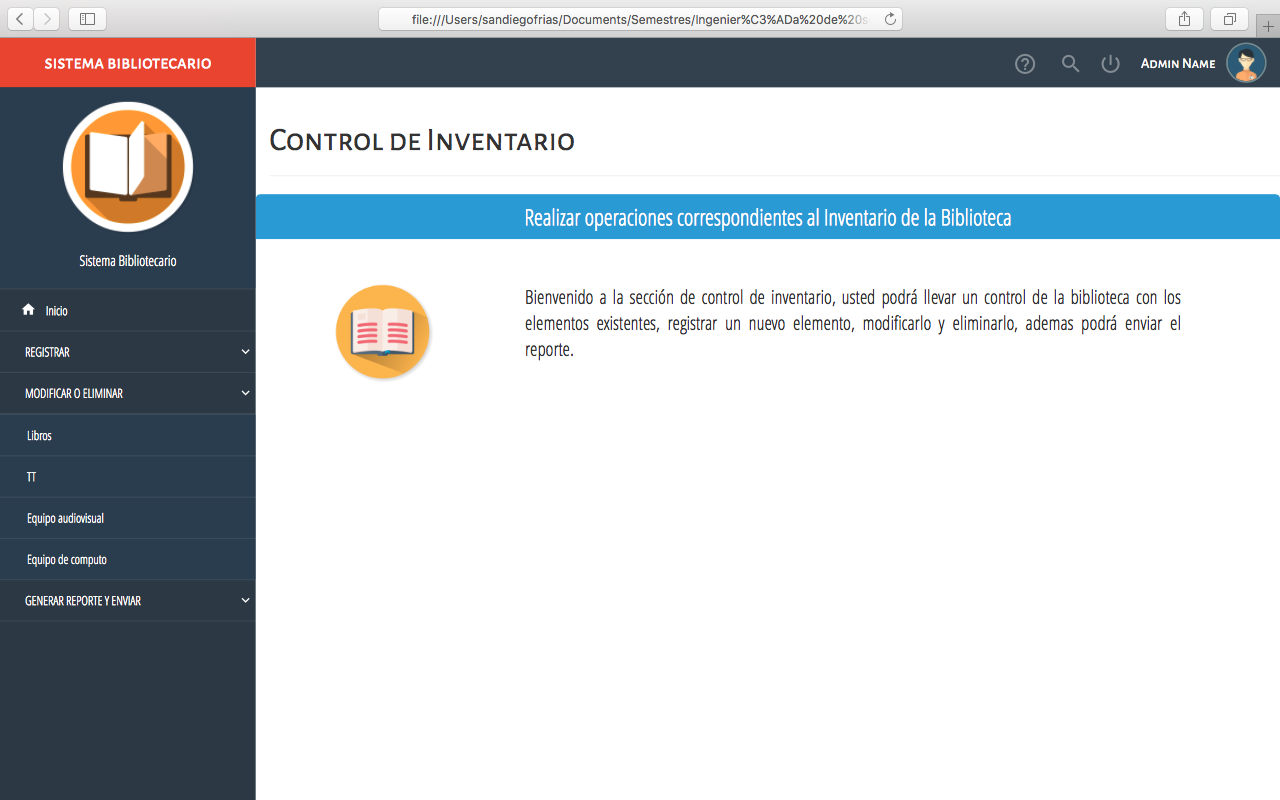 file:///Users/sandiegofrias/Documents/Semestres/Ingenier%C3%ADa%20de%20s
SISTEMA BIBLIOTECARIO
Admin Name
Sistema Bibliotecario
Inicio
REGISTRAR
MODIFICAR O ELIMINAR
Libros
TT
Equipo audiovisual
Equipo de computo
GENERAR REPORTE Y ENVIAR
Control de Inventario
Realizar operaciones correspondientes al Inventario de la Biblioteca
Bienvenido a la sección de control de inventario, usted podrá llevar un control de la biblioteca con los
elementos existentes, registrar un nuevo elemento, modificarlo y eliminarlo, ademas podrá enviar el
reporte.